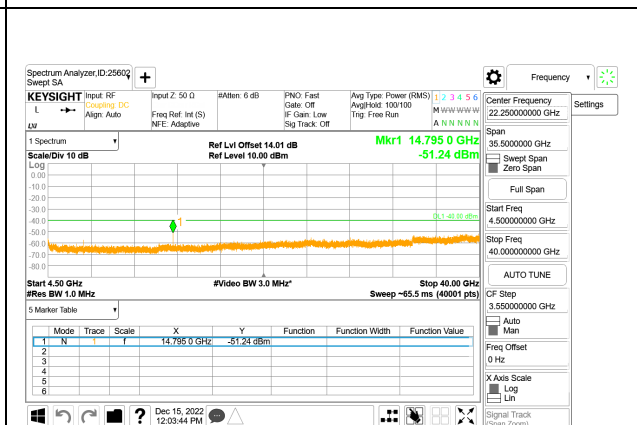 Spectrum Analyzer,ID:25602
Swept SA
+
Frequency
KEYSIGHT
L
LXI
Input: RF
Coupling: DC
Align: Auto
Input Z: 50 Ω
Freq Ref: Int (S)
NFE: Adaptive
#Atten: 6 dB
PNO: Fast
Gate: Off
IF Gain: Low
Sig Track: Off
Avg Type: Power (RMS)
Avg|Hold: 100/100
Trig: Free Run
1 2 3 4 5 6
M W W W W W
A N N N N N
1 Spectrum
Scale/Div 10 dB
Ref Lvl Offset 14.01 dB
Ref Level 10.00 dBm
Mkr1 14.795 0 GHz
-51.24 dBm
Log
0.00
-10.0
-20.0
-30.0
-40.0
-50.0
-60.0
-70.0
-80.0
1
Start 4.50 GHz
#Res BW 1.0 MHz
#Video BW 3.0 MHz*
Stop 40.00 GHz
Sweep ~65.5 ms (40001 pts)
5 Marker Table
Mode Trace Scale X Y Function Function Width Function Value
1 N 1 f 14.795 0 GHz -51.24 dBm
2
3
4
5
6
?
Dec 15, 2022
12:03:44 PM
Center Frequency
22.250000000 GHz
Settings
Span
35.5000000 GHz
Swept Span
Zero Span
Full Span
Start Freq
4.500000000 GHz
Stop Freq
40.000000000 GHz
AUTO TUNE
CF Step
3.550000000 GHz
Auto
Man
Freq Offset
0 Hz
X Axis Scale
Log
Lin
Signal Track
(Span Zoom)